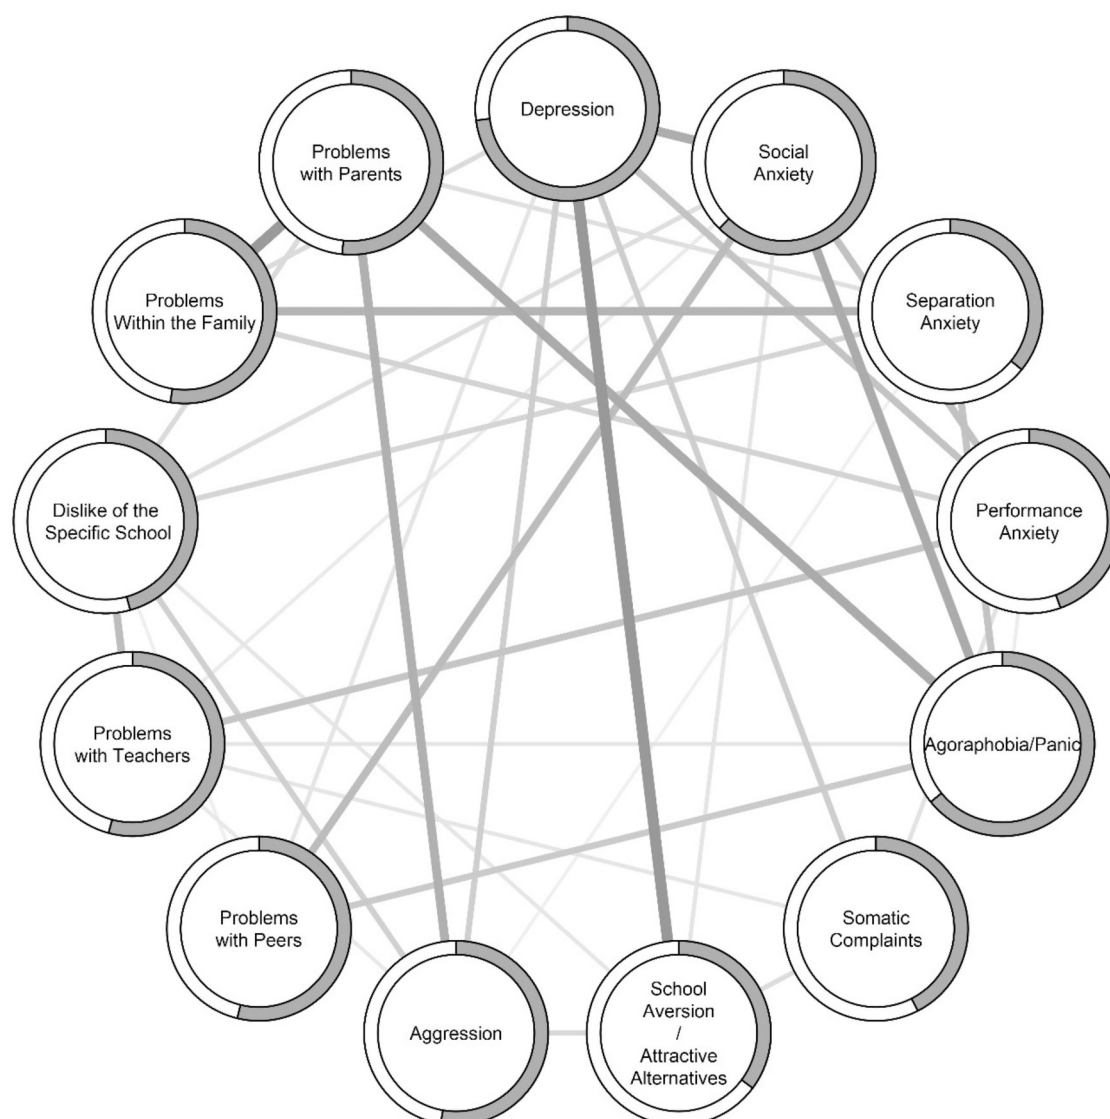 Depression
Social
Anxiety
Separation
Anxiety
Performance
Anxiety
Agoraphobia/Panic
Somatic
Complaints
School
Aversion
/
Attractive
Alternatives
Aggression
Problems
with Peers
Problems
with Teachers
Dislike of the
Specific School
Problems
Within the Family
Problems
with Parents